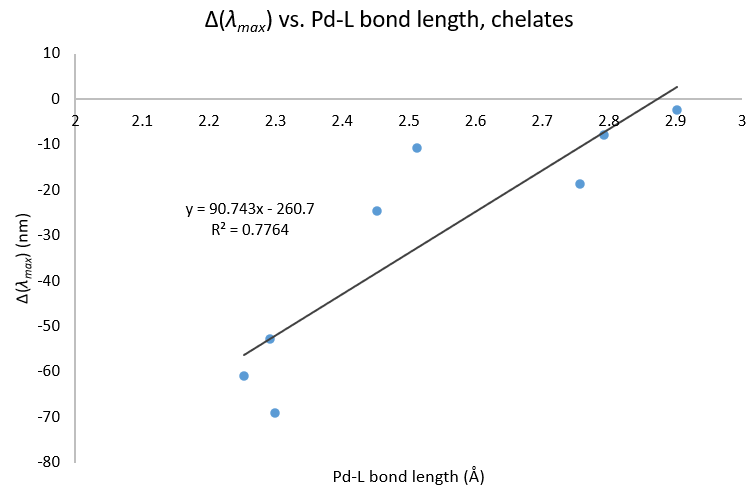 Δ(λmax) vs. Pd-L bond length, chelates
10
0
2 2.1 2.2 2.3 2.4 2.5 2.6 2.7 2.8 2.9 3
-10
-20
y = 90.743x - 260.7
R² = 0.7764
-30
-40
-50
-60
-70
-80
Δ(λmax) (nm)
Pd-L bond length (Å)